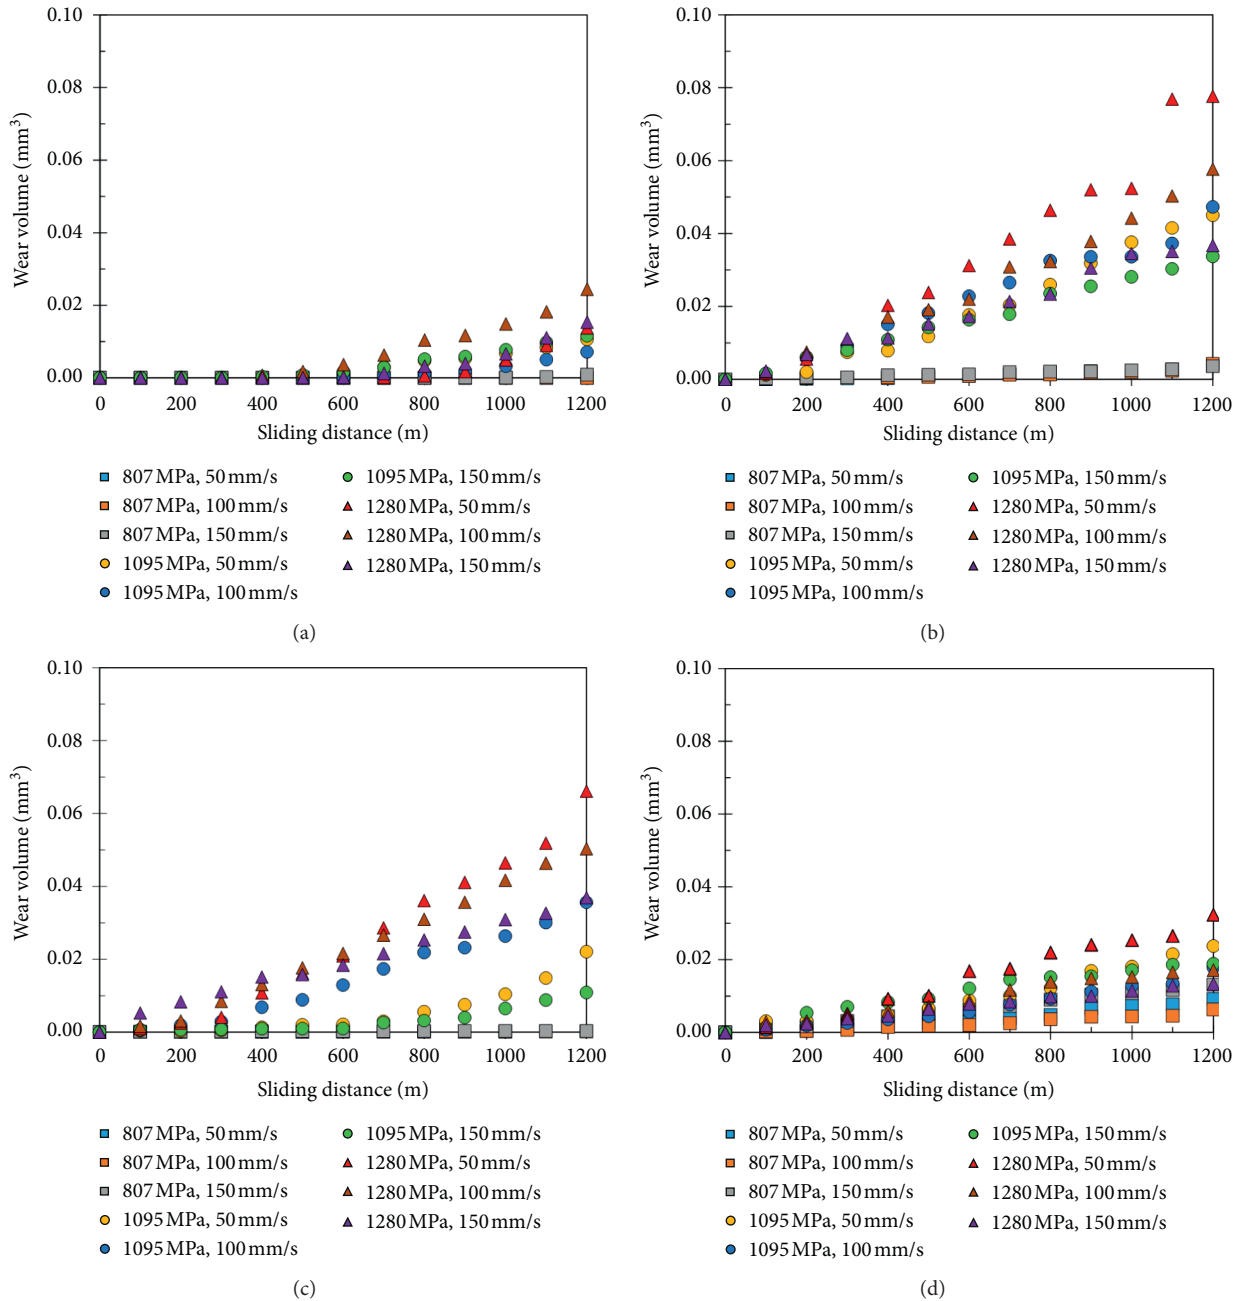 0.10
0.08
0.06
0.04
0.02
0.00
Wear volume (mm³)
0 200 400 600 800 1000 1200
Sliding distance (m)
807 MPa, 50 mm/s
807 MPa, 100 mm/s
807 MPa, 150 mm/s
1095 MPa, 50 mm/s
1095 MPa, 100 mm/s
1095 MPa, 150 mm/s
1280 MPa, 50 mm/s
1280 MPa, 100 mm/s
1280 MPa, 150 mm/s
(a)
0.10
0.08
0.06
0.04
0.02
0.00
Wear volume (mm³)
0 200 400 600 800 1000 1200
Sliding distance (m)
807 MPa, 50 mm/s
807 MPa, 100 mm/s
807 MPa, 150 mm/s
1095 MPa, 50 mm/s
1095 MPa, 100 mm/s
1095 MPa, 150 mm/s
1280 MPa, 50 mm/s
1280 MPa, 100 mm/s
1280 MPa, 150 mm/s
(b)
0.10
0.08
0.06
0.04
0.02
0.00
Wear volume (mm³)
0 200 400 600 800 1000 1200
Sliding distance (m)
807 MPa, 50 mm/s
807 MPa, 100 mm/s
807 MPa, 150 mm/s
1095 MPa, 50 mm/s
1095 MPa, 100 mm/s
1095 MPa, 150 mm/s
1280 MPa, 50 mm/s
1280 MPa, 100 mm/s
1280 MPa, 150 mm/s
(c)
0.10
0.08
0.06
0.04
0.02
0.00
Wear volume (mm³)
0 200 400 600 800 1000 1200
Sliding distance (m)
807 MPa, 50 mm/s
807 MPa, 100 mm/s
807 MPa, 150 mm/s
1095 MPa, 50 mm/s
1095 MPa, 100 mm/s
1095 MPa, 150 mm/s
1280 MPa, 50 mm/s
1280 MPa, 100 mm/s
1280 MPa, 150 mm/s
(d)